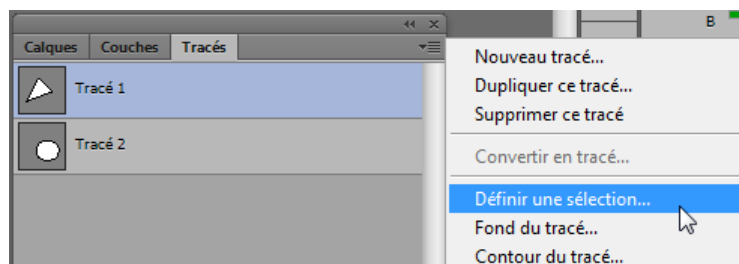 B
Calques Couches Tracés
Tracé 1
Tracé 2
Nouveau tracé...
Dupliquer ce tracé...
Supprimer ce tracé
Convertir en tracé...
Définir une sélection...
Fond du tracé...
Contour du tracé...